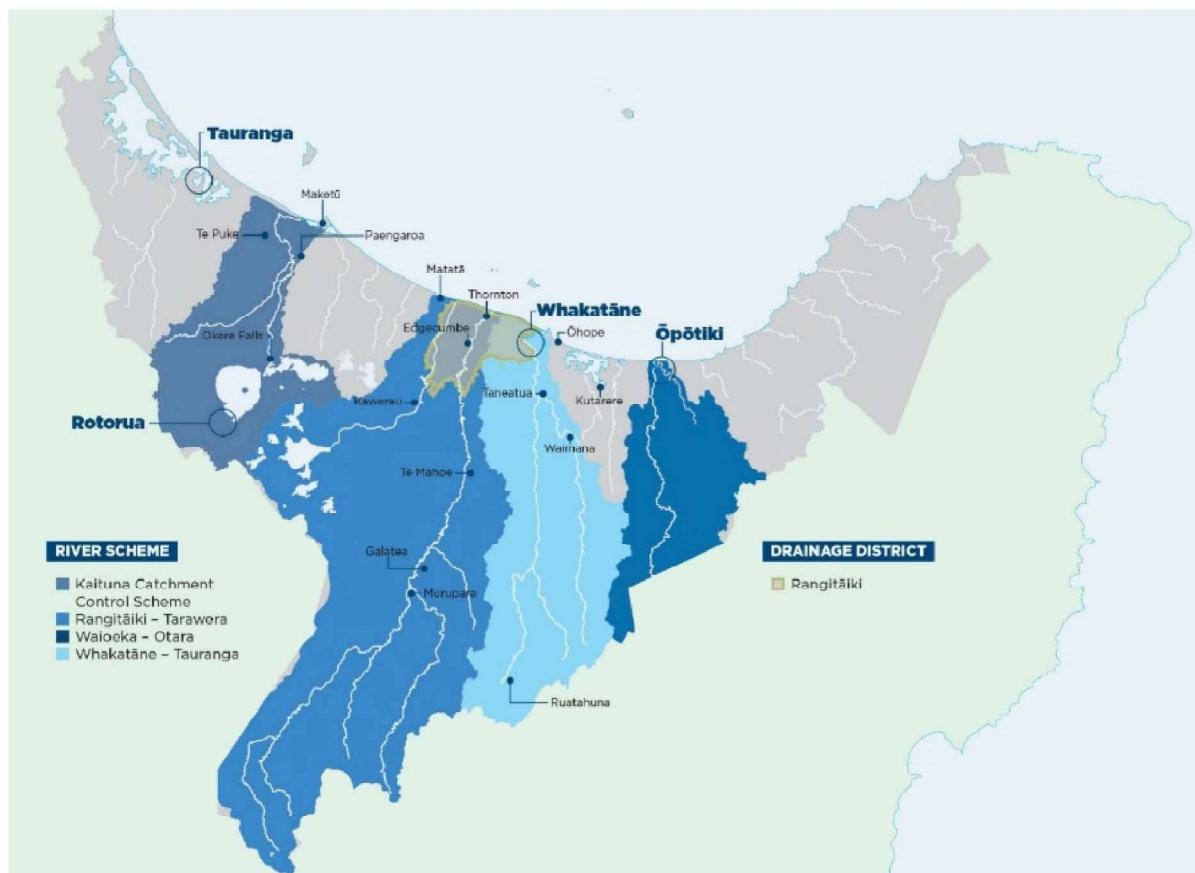 Tauranga
Maketū
Te Puke
Paengaroa
Matatā
Thornton
Whakatāne
Edgecumbe
Ōhope
Ōpōtiki
Okere Falls
Kawerau
Taneatua
Kutarere
Rotorua
Waimana
Te Mahoe
RIVER SCHEME
Galatea
DRAINAGE DISTRICT
Kaituna Catchment
Control Scheme
Murupara
Rangitāiki
Rangitāiki – Tarawera
Waioeka – Otara
Whakatāne – Tauranga
Ruatahuna